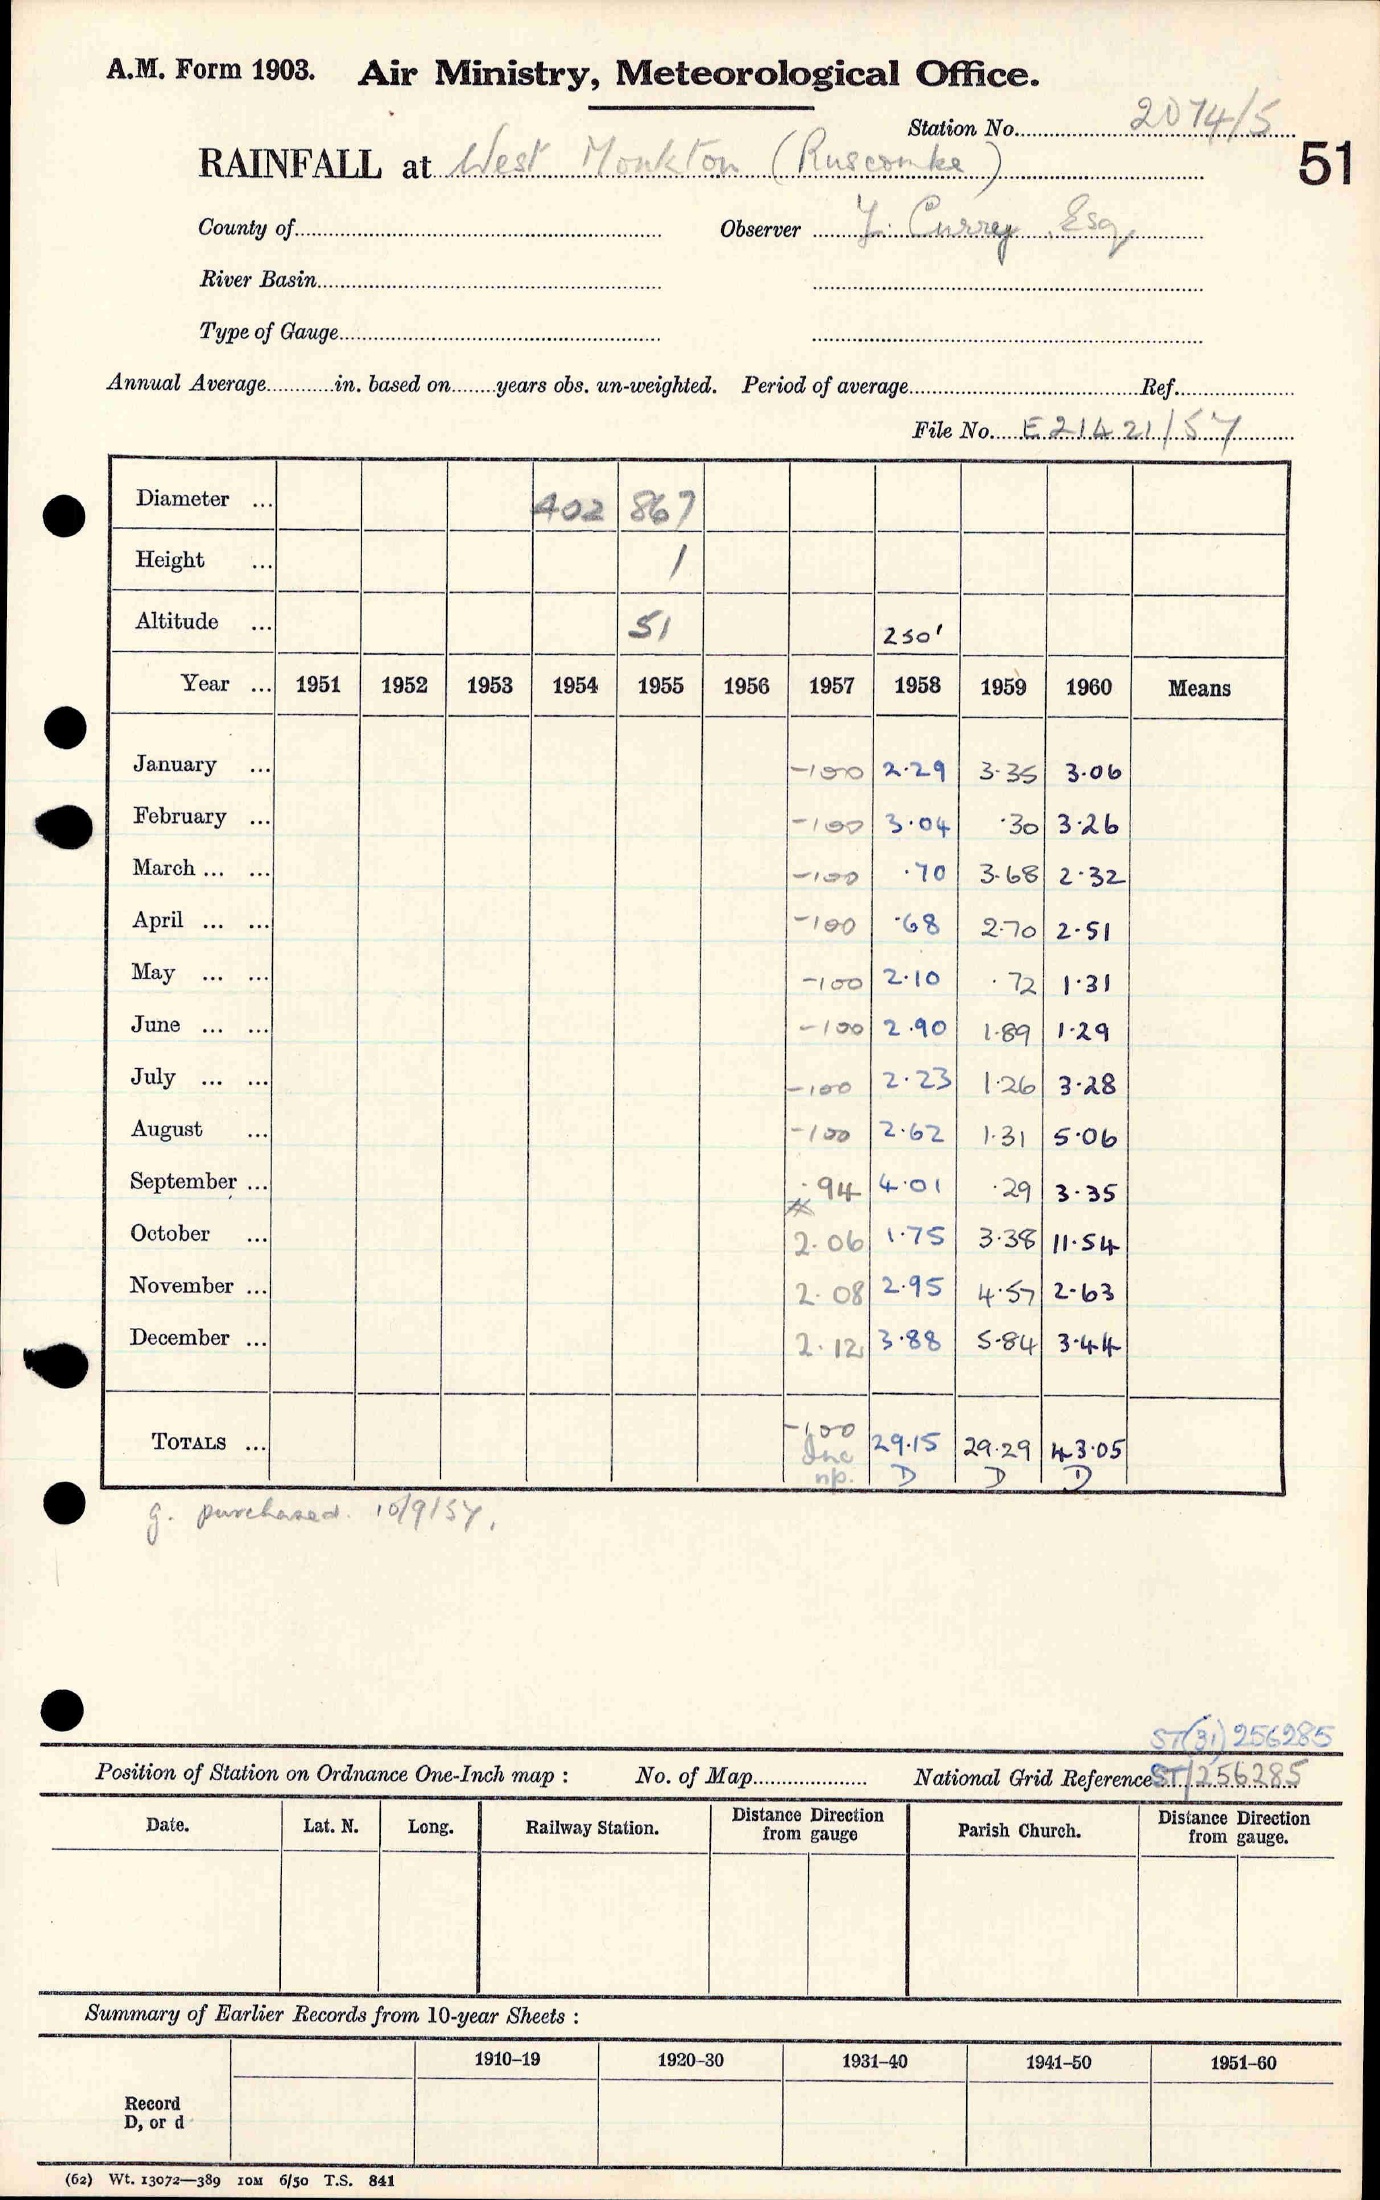 A.M. Form 1903. Air Ministry, Meteorological Office.
Station No. 2074/5
RAINFALL at West Monkton (Ruscombe)
51
County of Observer Y. Currey Esq
River Basin
Type of Gauge
Annual Average in. based on years obs. un-weighted. Period of average Ref.
File No. E21421/57
Diameter ... 402 867
Height ... 1
Altitude ... 51 250'
Year ... 1951 1952 1953 1954 1955 1956 1957 1958 1959 1960 Means
January ... -100 2.29 3.35 3.06
February ... -100 3.04 .30 3.26
March ... ... -100 .70 3.68 2.32
April ... ... -100 .68 2.70 2.51
May ... ... -100 2.10 .72 1.31
June ... ... -100 2.90 1.89 1.29
July ... ... -100 2.23 1.26 3.28
August ... -100 2.62 1.31 5.06
September ... .94 4.01 .29 3.35
October ... 2.06 1.75 3.38 11.54
November ... 2.08 2.95 4.57 2.63
December ... 2.12 3.88 5.84 3.44
TOTALS ... -100 29.15 29.29 43.05
Inc D D D
np.
g. purchased. 10/9/57.
ST(31)256285
Position of Station on Ordnance One-Inch map : No. of Map National Grid Reference ST/256285
Date. Lat. N. Long. Railway Station. Distance from gauge Direction Parish Church. Distance from Direction gauge.
Summary of Earlier Records from 10-year Sheets :
1910–19 1920–30 1931–40 1941–50 1951–60
Record
D, or d
(62) Wt. 13072—389 10M 6/50 T.S. 841